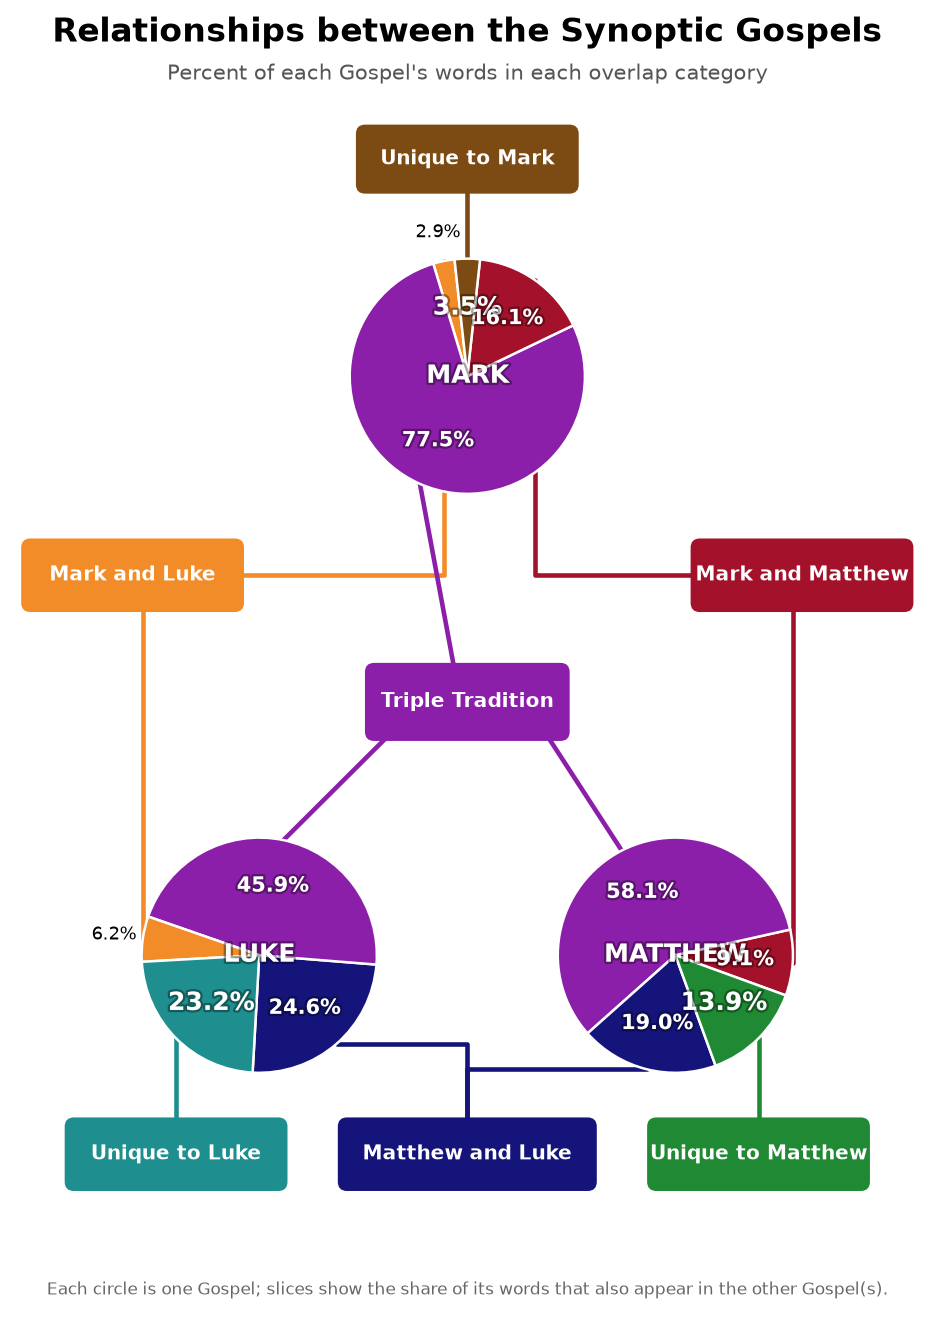 Relationships between the Synoptic Gospels
Percent of each Gospel's words in each overlap category
Unique to Mark
2.9%
3.5%
16.1%
MARK
77.5%
Mark and Luke
Mark and Matthew
Triple Tradition
45.9%
58.1%
6.2%
LUKE
MATTHEW
9.1%
23.2%
24.6%
13.9%
19.0%
Unique to Luke
Matthew and Luke
Unique to Matthew
Each circle is one Gospel; slices show the share of its words that also appear in the other Gospel(s).